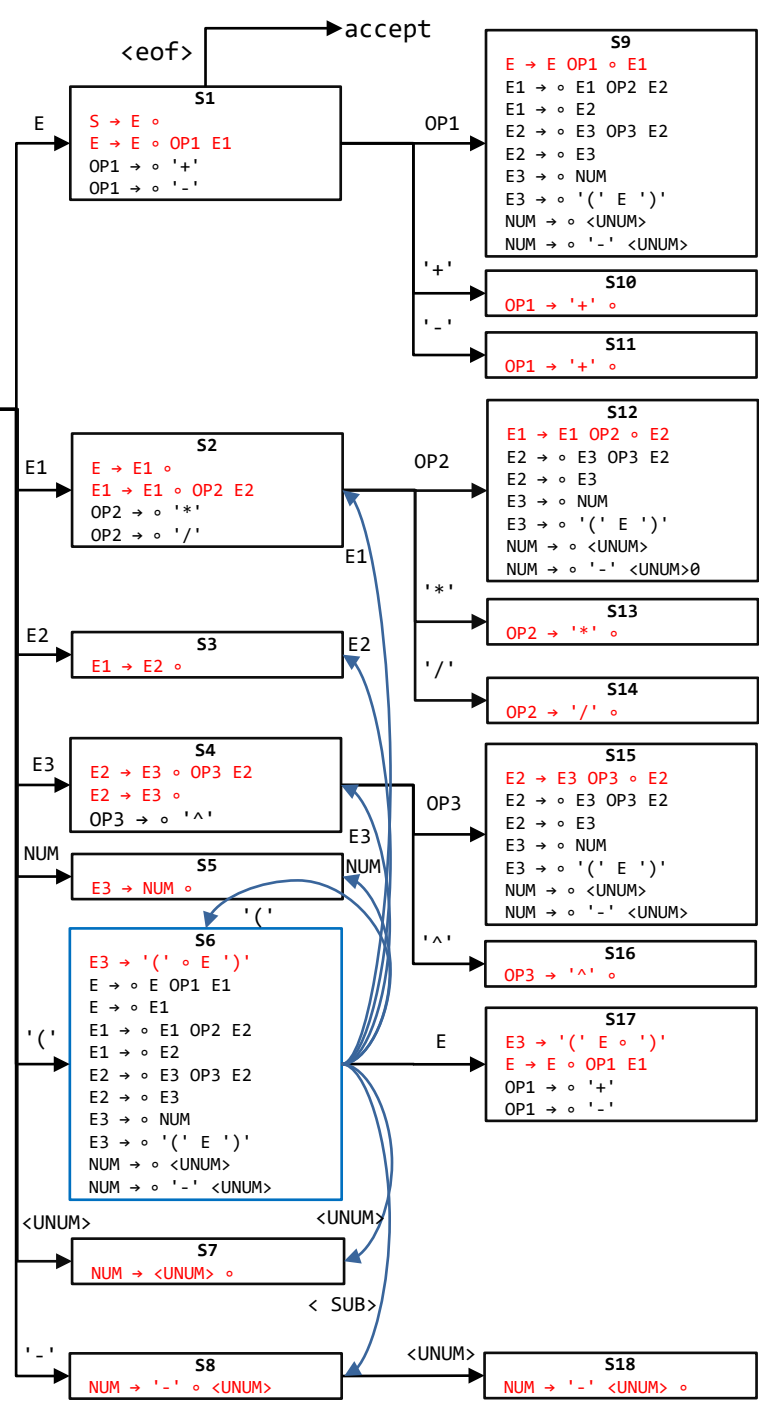 <eof>
accept
E
S1
S → E ∘
E → E ∘ OP1 E1
OP1 → ∘ '+'
OP1 → ∘ '-'
OP1
S9
E → E OP1 ∘ E1
E1 → ∘ E1 OP2 E2
E1 → ∘ E2
E2 → ∘ E3 OP3 E2
E2 → ∘ E3
E3 → ∘ NUM
E3 → ∘ '(' E ')'
NUM → ∘ <UNUM>
NUM → ∘ '-' <UNUM>
'+'
S10
OP1 → '+' ∘
'-'
S11
OP1 → '+' ∘
E1
S2
E → E1 ∘
E1 → E1 ∘ OP2 E2
OP2 → ∘ '*'
OP2 → ∘ '/'
E1
OP2
S12
E1 → E1 OP2 ∘ E2
E2 → ∘ E3 OP3 E2
E2 → ∘ E3
E3 → ∘ NUM
E3 → ∘ '(' E ')'
NUM → ∘ <UNUM>
NUM → ∘ '-' <UNUM>0
'*'
S13
OP2 → '*' ∘
'/'
S14
OP2 → '/' ∘
E2
S3
E1 → E2 ∘
E2
E3
S4
E2 → E3 ∘ OP3 E2
E2 → E3 ∘
OP3 → ∘ '^'
E3
OP3
S15
E2 → E3 OP3 ∘ E2
E2 → ∘ E3 OP3 E2
E2 → ∘ E3
E3 → ∘ NUM
E3 → ∘ '(' E ')'
NUM → ∘ <UNUM>
NUM → ∘ '-' <UNUM>
'^'
S16
OP3 → '^' ∘
NUM
S5
E3 → NUM ∘
NUM
'('
'('
S6
E3 → '(' ∘ E ')'
E → ∘ E OP1 E1
E → ∘ E1
E1 → ∘ E1 OP2 E2
E1 → ∘ E2
E2 → ∘ E3 OP3 E2
E2 → ∘ E3
E3 → ∘ NUM
E3 → ∘ '(' E ')'
NUM → ∘ <UNUM>
NUM → ∘ '-' <UNUM>
E
S17
E3 → '(' E ∘ ')'
E → E ∘ OP1 E1
OP1 → ∘ '+'
OP1 → ∘ '-'
<UNUM>
S7
NUM → <UNUM> ∘
<UNUM>
< SUB>
'-'
S8
NUM → '-' ∘ <UNUM>
<UNUM>
S18
NUM → '-' <UNUM> ∘